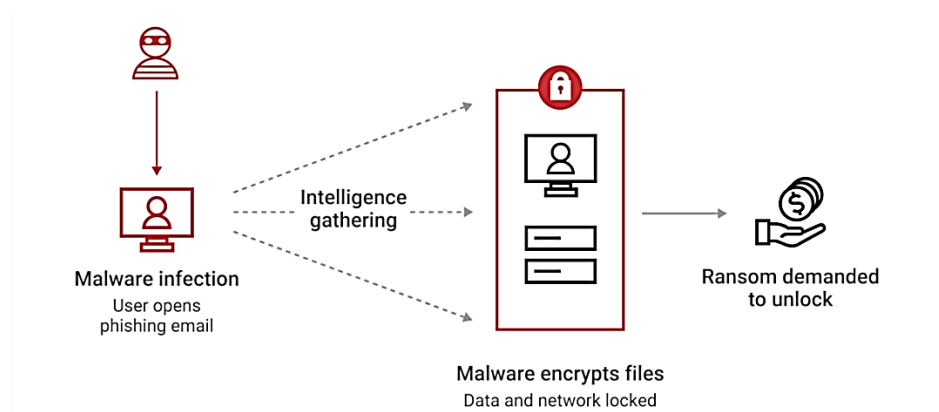 Malware infection
User opens
phishing email
Intelligence
gathering
Malware encrypts files
Data and network locked
$
Ransom demanded
to unlock